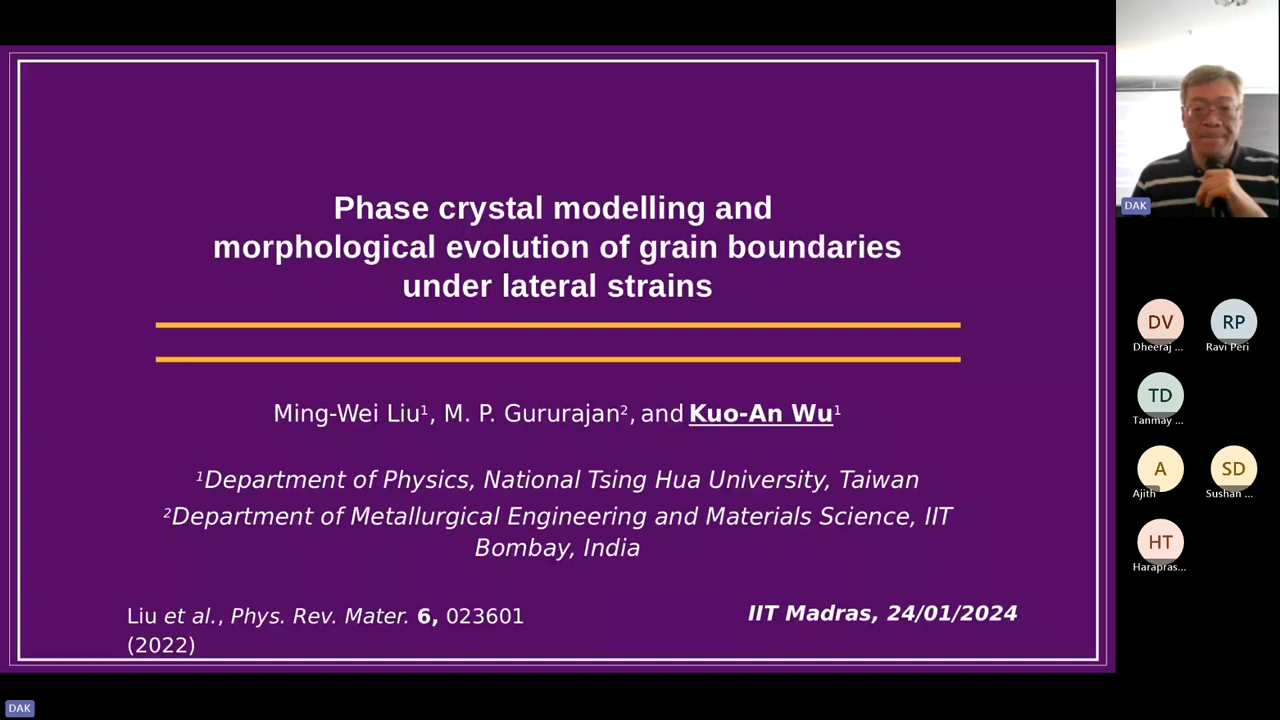 Phase crystal modelling and
morphological evolution of grain boundaries
under lateral strains
Ming-Wei Liu¹, M. P. Gururajan², and Kuo-An Wu¹
¹Department of Physics, National Tsing Hua University, Taiwan
²Department of Metallurgical Engineering and Materials Science, IIT
Bombay, India
Liu et al., Phys. Rev. Mater. 6, 023601
(2022)
IIT Madras, 24/01/2024
DAK
DV
Dheeraj ...
RP
Ravi Peri
TD
Tanmay ...
A
Ajith
SD
Sushan ...
HT
Harapras...
DAK